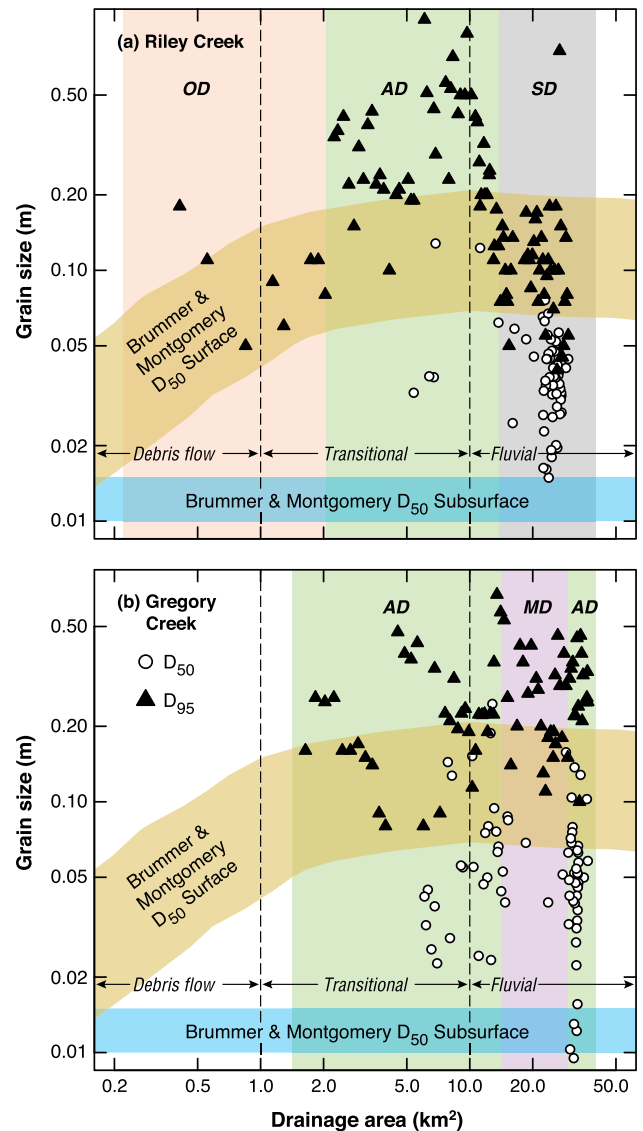 (a) Riley Creek
OD
AD
SD
0.50
0.20
0.10
0.05
0.02
0.01
Grain size (m)
Brummer &
Montgomery
D50 Surface
Debris flow
Transitional
Fluvial
Brummer & Montgomery D50 Subsurface
(b) Gregory
Creek
AD
MD
AD
D50
D95
0.50
0.20
0.10
0.05
0.02
0.01
Grain size (m)
Brummer &
Montgomery
D50 Surface
Debris flow
Transitional
Fluvial
Brummer & Montgomery D50 Subsurface
0.2
0.5
1.0
2.0
5.0
10.0
20.0
50.0
Drainage area (km²)